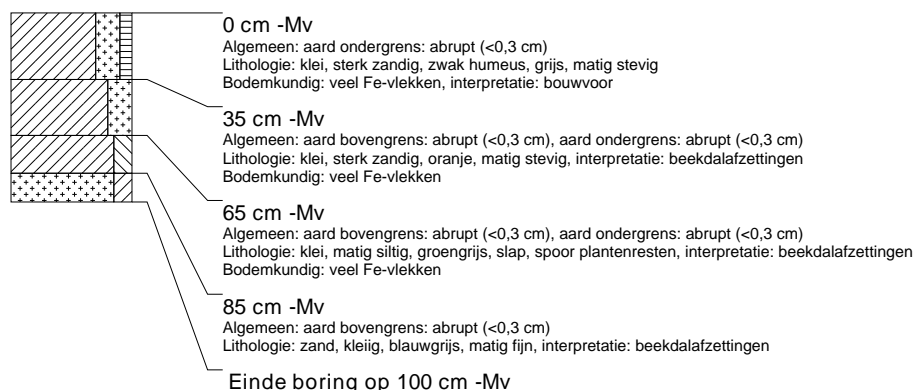 0 cm -Mv
Algemeen: aard ondergrens: abrupt (<0,3 cm)
Lithologie: klei, sterk zandig, zwak humeus, grijs, matig stevig
Bodemkundig: veel Fe-vlekken, interpretatie: bouwvoor
35 cm -Mv
Algemeen: aard bovengrens: abrupt (<0,3 cm), aard ondergrens: abrupt (<0,3 cm)
Lithologie: klei, sterk zandig, oranje, matig stevig, interpretatie: beekdalafzettingen
Bodemkundig: veel Fe-vlekken
65 cm -Mv
Algemeen: aard bovengrens: abrupt (<0,3 cm), aard ondergrens: abrupt (<0,3 cm)
Lithologie: klei, matig siltig, groengrijs, slap, spoor plantenresten, interpretatie: beekdalafzettingen
Bodemkundig: veel Fe-vlekken
85 cm -Mv
Algemeen: aard bovengrens: abrupt (<0,3 cm)
Lithologie: zand, kleiig, blauwgrijs, matig fijn, interpretatie: beekdalafzettingen
Einde boring op 100 cm -Mv